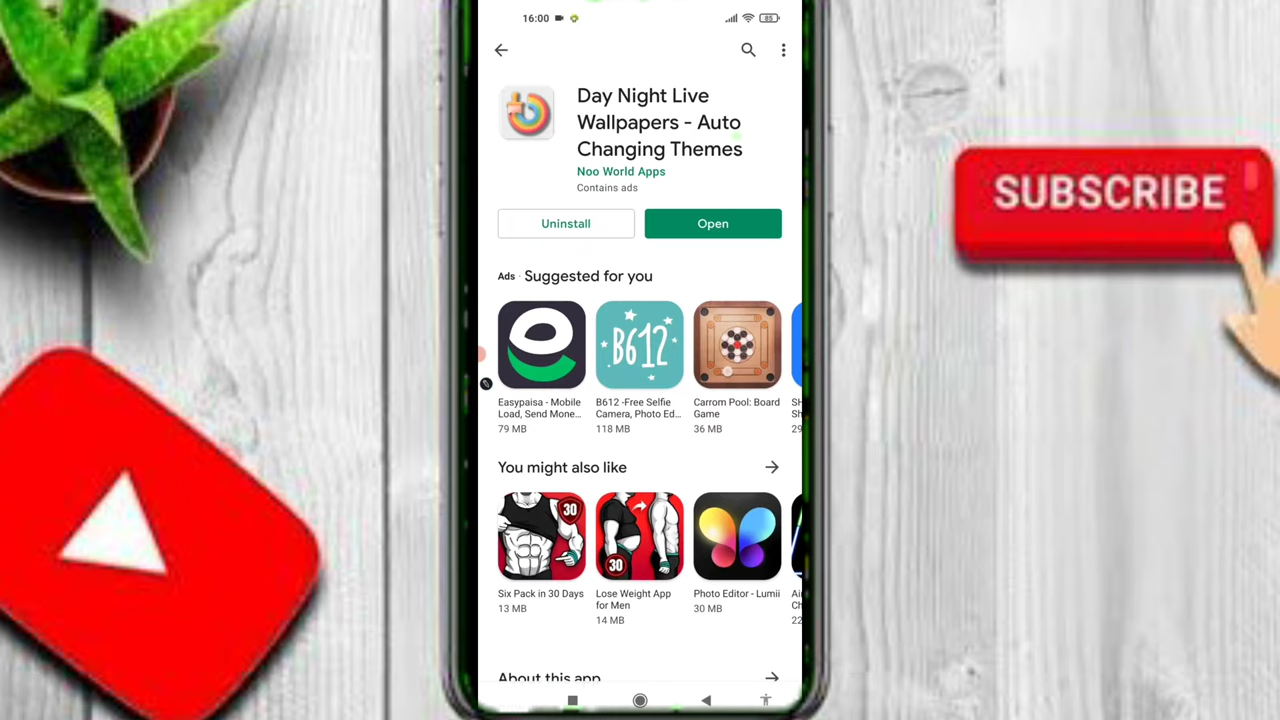 16:00
85
Day Night Live
Wallpapers - Auto
Changing Themes
Noo World Apps
Contains ads
Uninstall
Open
Ads · Suggested for you
B612
Easypaisa - Mobile
Load, Send Mone...
79 MB
B612 -Free Selfie
Camera, Photo Ed...
118 MB
Carrom Pool: Board
Game
36 MB
You might also like
30
30
Six Pack in 30 Days
13 MB
Lose Weight App
for Men
14 MB
Photo Editor - Lumii
30 MB
About this app
SUBSCRIBE